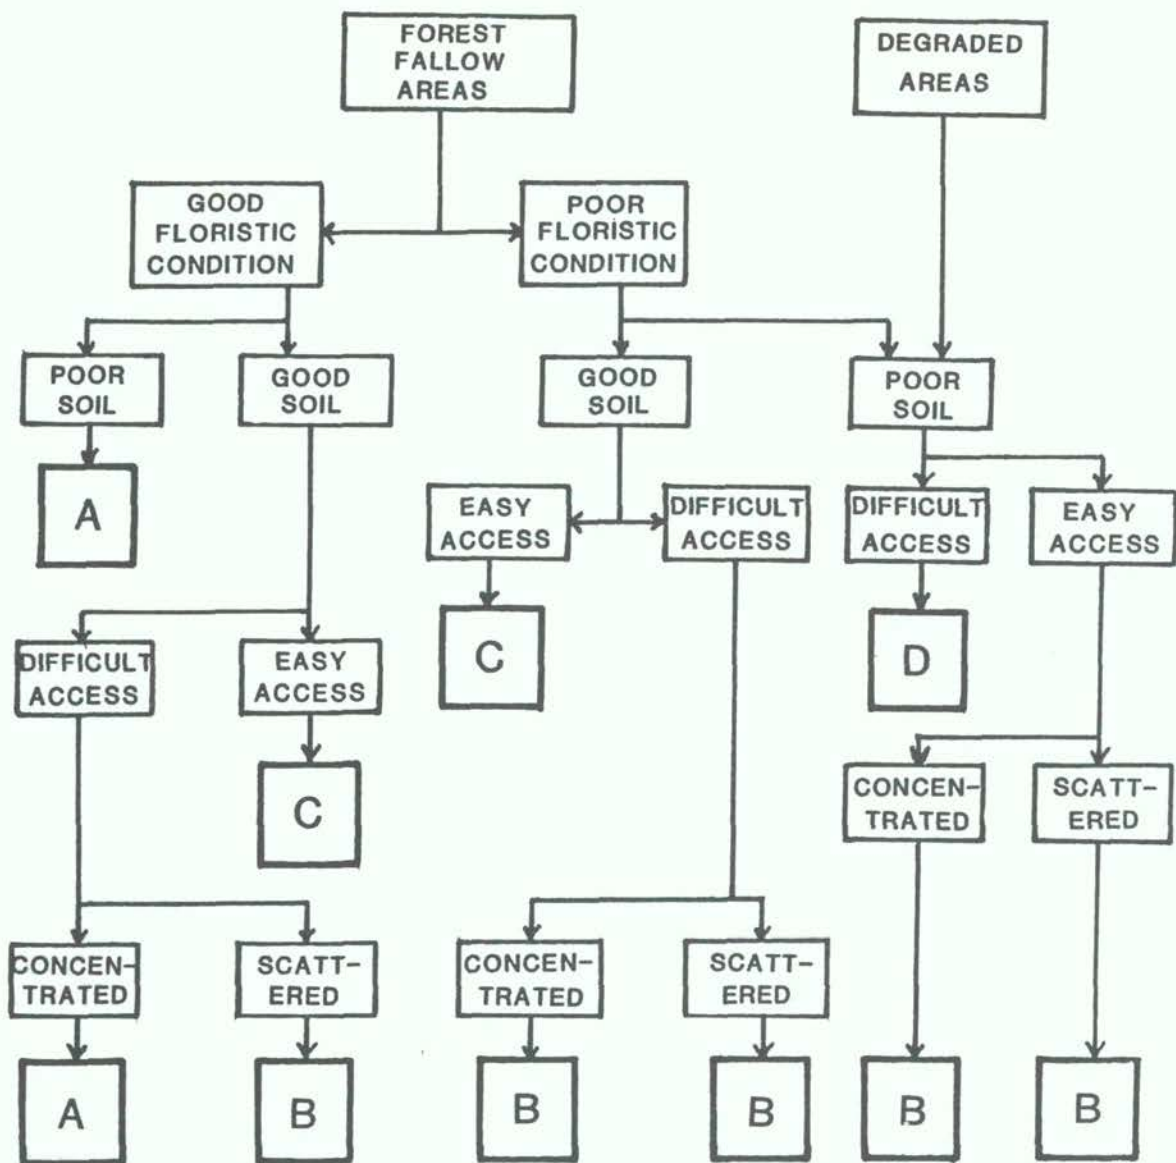 FOREST
FALLOW
AREAS
DEGRADED
AREAS
GOOD
FLORISTIC
CONDITION
POOR
FLORISTIC
CONDITION
POOR
SOIL
GOOD
SOIL
GOOD
SOIL
POOR
SOIL
A
EASY
ACCESS
DIFFICULT
ACCESS
DIFFICULT
ACCESS
EASY
ACCESS
C
D
DIFFICULT
ACCESS
EASY
ACCESS
C
CONCEN-
TRATED
SCATT-
ERED
CONCEN-
TRATED
SCATT-
ERED
CONCEN-
TRATED
SCATT-
ERED
A
B
B
B
B
B